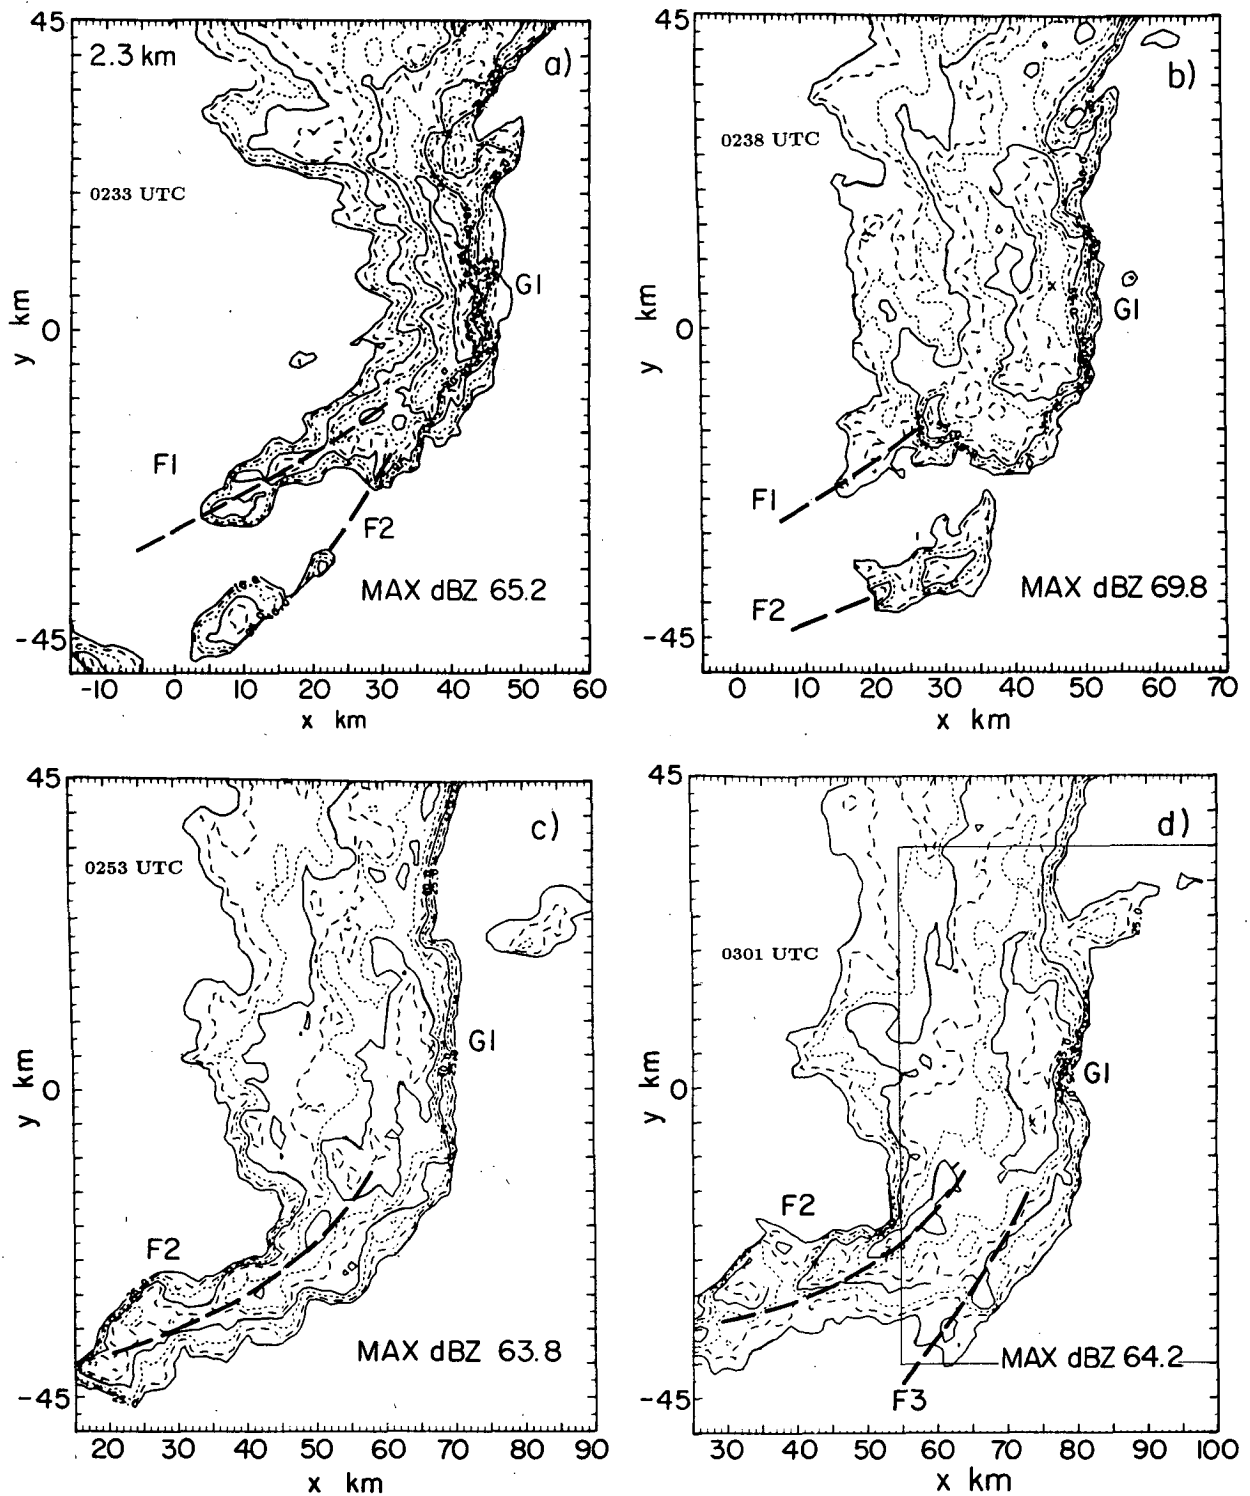 45
2.3 km
a)
0233 UTC
y km
0
G1
F1
F2
MAX dBZ 65.2
-45
-10 0 10 20 30 40 50 60
x km
45
b)
0238 UTC
y km
0
G1
F1
F2
MAX dBZ 69.8
-45
0 10 20 30 40 50 60 70
x km
45
c)
0253 UTC
y km
0
G1
F2
MAX dBZ 63.8
-45
20 30 40 50 60 70 80 90
x km
45
d)
0301 UTC
y km
0
G1
F2
MAX dBZ 64.2
F3
-45
30 40 50 60 70 80 90 100
x km